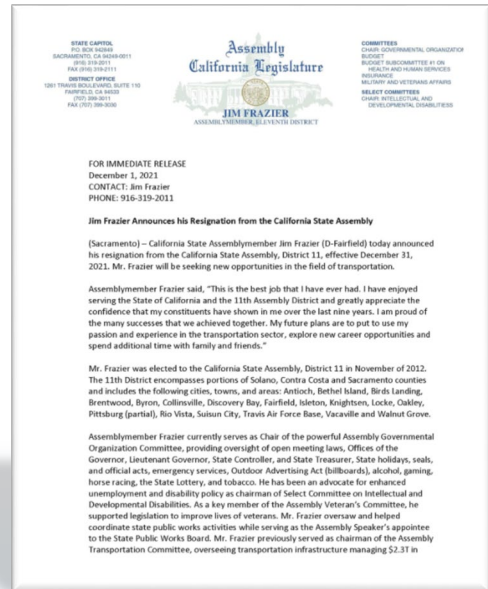 STATE CAPITOL
P.O. BOX 942849
SACRAMENTO, CA 94249-0011
(916) 319-2011
FAX (916) 319-2111
DISTRICT OFFICE
1261 TRAVIS BOULEVARD, SUITE 110
FAIRFIELD, CA 94533
(707) 399-3011
FAX (707) 399-3030
Assembly
California Legislature
JIM FRAZIER
ASSEMBLYMEMBER, ELEVENTH DISTRICT
COMMITTEES
CHAIR: GOVERNMENTAL ORGANIZATION
BUDGET
BUDGET SUBCOMMITTEE #1 ON
HEALTH AND HUMAN SERVICES
INSURANCE
MILITARY AND VETERANS AFFAIRS
SELECT COMMITTEES
CHAIR: INTELLECTUAL AND
DEVELOPMENTAL DISABILITIESS
FOR IMMEDIATE RELEASE
December 1, 2021
CONTACT: Jim Frazier
PHONE: 916-319-2011
Jim Frazier Announces his Resignation from the California State Assembly
(Sacramento) – California State Assemblymember Jim Frazier (D-Fairfield) today announced
his resignation from the California State Assembly, District 11, effective December 31,
2021. Mr. Frazier will be seeking new opportunities in the field of transportation.
Assemblymember Frazier said, "This is the best job that I have ever had. I have enjoyed
serving the State of California and the 11th Assembly District and greatly appreciate the
confidence that my constituents have shown in me over the last nine years. I am proud of
the many successes that we achieved together. My future plans are to put to use my
passion and experience in the transportation sector, explore new career opportunities and
spend additional time with family and friends."
Mr. Frazier was elected to the California State Assembly, District 11 in November of 2012.
The 11th District encompasses portions of Solano, Contra Costa and Sacramento counties
and includes the following cities, towns, and areas: Antioch, Bethel Island, Birds Landing,
Brentwood, Byron, Collinsville, Discovery Bay, Fairfield, Isleton, Knightsen, Locke, Oakley,
Pittsburg (partial), Rio Vista, Suisun City, Travis Air Force Base, Vacaville and Walnut Grove.
Assemblymember Frazier currently serves as Chair of the powerful Assembly Governmental
Organization Committee, providing oversight of open meeting laws, Offices of the
Governor, Lieutenant Governor, State Controller, and State Treasurer, State holidays, seals,
and official acts, emergency services, Outdoor Advertising Act (billboards), alcohol, gaming,
horse racing, the State Lottery, and tobacco. He has been an advocate for enhanced
unemployment and disability policy as chairman of Select Committee on Intellectual and
Developmental Disabilities. As a key member of the Assembly Veteran's Committee, he
supported legislation to improve lives of veterans. Mr. Frazier oversaw and helped
coordinate state public works activities while serving as the Assembly Speaker's appointee
to the State Public Works Board. Mr. Frazier previously served as chairman of the Assembly
Transportation Committee, overseeing transportation infrastructure managing $2.3T in